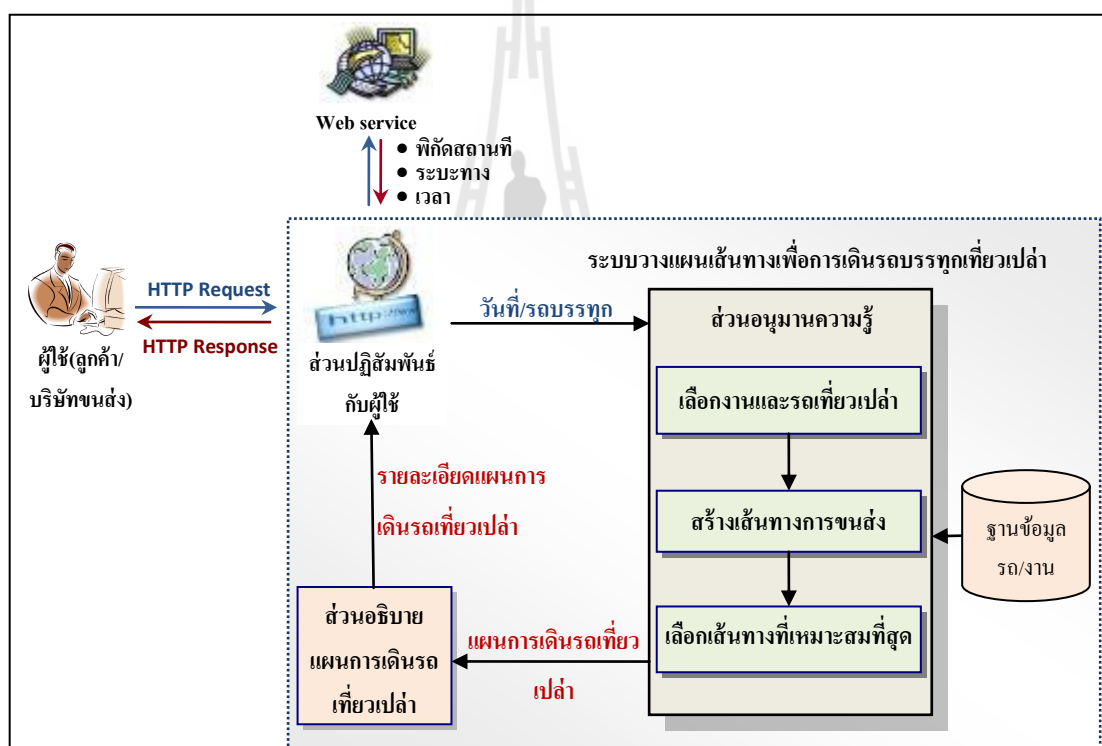 Web service
● พิกัดสถานที่
● ระบะทาง
● เวลา
ระบบวางแผนเส้นทางเพื่อการเดินรถบรรทุกเที่ยวเปล่า
HTTP Request
HTTP Response
ผู้ใช้(ลูกค้า/
บริษัทขนส่ง)
http://ww
ส่วนปฏิสัมพันธ์
กับผู้ใช้
วันที่/รถบรรทุก
ส่วนอนุมานความรู้
เลือกงานและรถเที่ยวเปล่า
สร้างเส้นทางการขนส่ง
เลือกเส้นทางที่เหมาะสมที่สุด
ฐานข้อมูล
รถ/งาน
รายละเอียดแผนการ
เดินรถเที่ยวเปล่า
แผนการเดินรถเที่ยว
เปล่า
ส่วนอธิบาย
แผนการเดินรถ
เที่ยวเปล่า